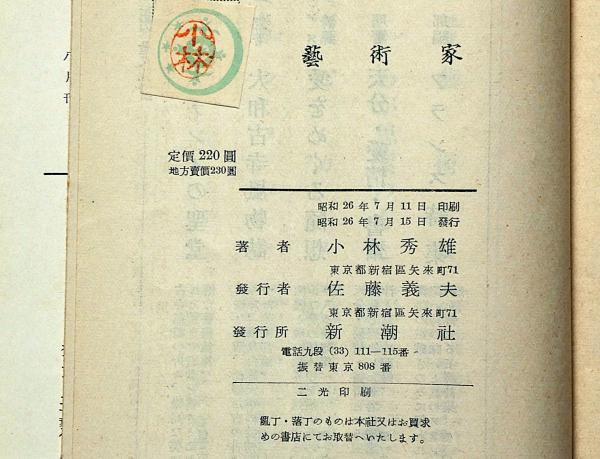 小林
藝術家
定價 220 圓
地方賣價230圓
昭和 26 年 7 月 11 日 印刷
昭和 26 年 7 月 15 日 發行
著者 小林秀雄
東京都新宿區矢來町71
發行者 佐藤義夫
東京都新宿區矢來町71
發行所 新潮社
電話九段 (33) 111—115番
振替東京 808 番
二光印刷
亂丁・落丁のものは本社又はお買求
めの書店にてお取替へいたします。